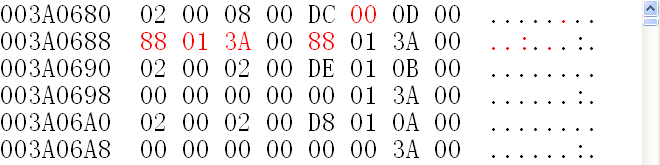 003A0680 02 00 08 00 DC 00 0D 00 ........
003A0688 88 01 3A 00 88 01 3A 00 ..:...:.
003A0690 02 00 02 00 DE 01 0B 00 ........
003A0698 00 00 00 00 00 01 3A 00 ......:.
003A06A0 02 00 02 00 D8 01 0A 00 ........
003A06A8 00 00 00 00 00 00 3A 00 ......:.